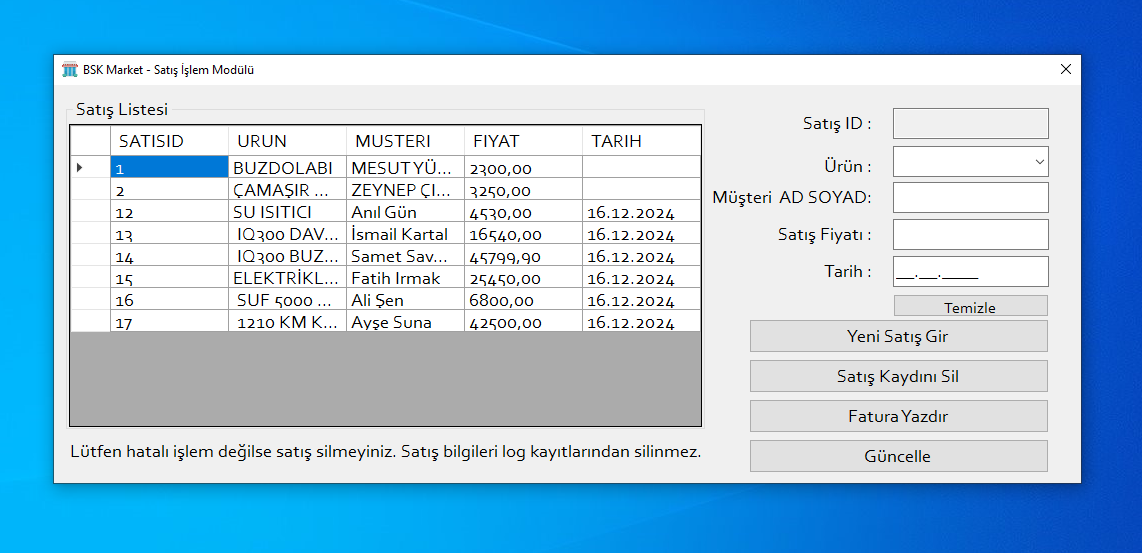 BSK Market - Satış İşlem Modülü
Satış Listesi
SATISID URUN MUSTERI FIYAT TARIH
1 BUZDOLABI MESUT YÜ... 2300,00
2 ÇAMAŞIR ... ZEYNEP ÇI... 3250,00
12 SU ISITICI Anıl Gün 4530,00 16.12.2024
13 IQ300 DAV... İsmail Kartal 16540,00 16.12.2024
14 IQ300 BUZ... Samet Sav... 45799,90 16.12.2024
15 ELEKTRİKL... Fatih Irmak 25450,00 16.12.2024
16 SUF 5000 ... Ali Şen 6800,00 16.12.2024
17 1210 KM K... Ayşe Suna 42500,00 16.12.2024
Lütfen hatalı işlem değilse satış silmeyiniz. Satış bilgileri log kayıtlarından silinmez.
Satış ID :
Ürün :
Müşteri AD SOYAD:
Satış Fiyatı :
Tarih : __.__.____
Temizle
Yeni Satış Gir
Satış Kaydını Sil
Fatura Yazdır
Güncelle